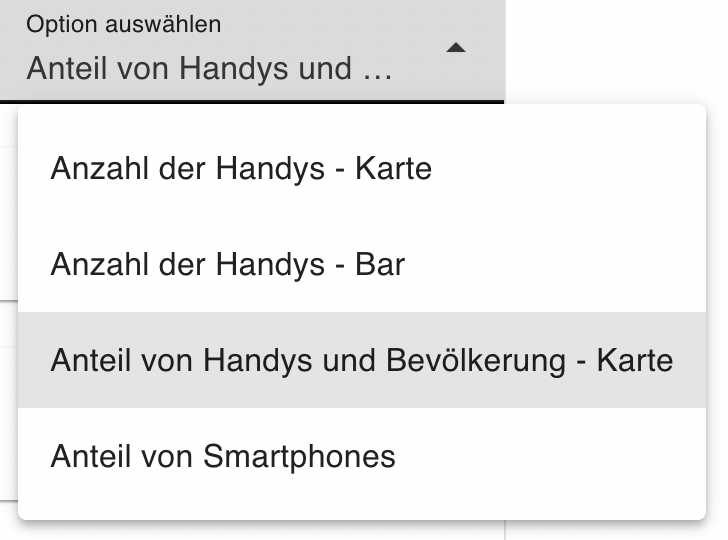 Option auswählen
Anteil von Handys und …
Anzahl der Handys - Karte
Anzahl der Handys - Bar
Anteil von Handys und Bevölkerung - Karte
Anteil von Smartphones